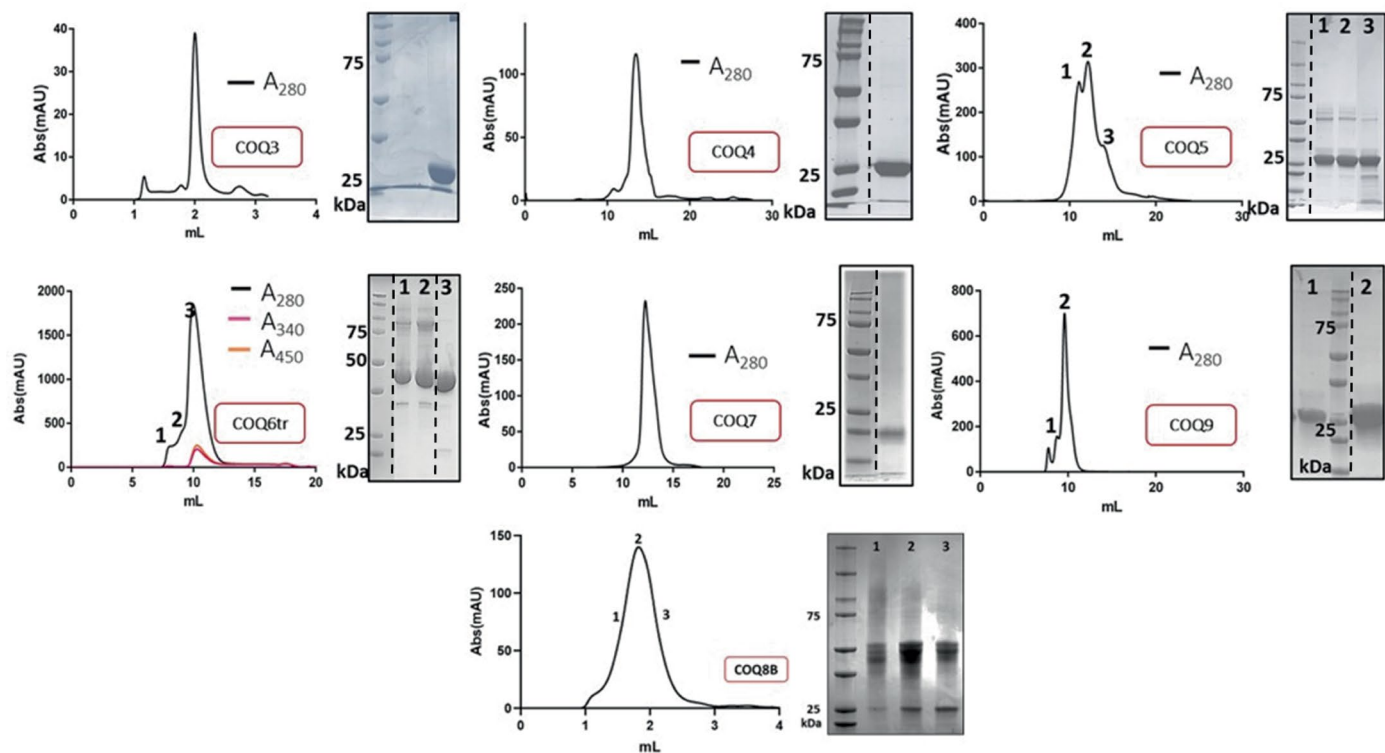 40
30
20
10
0
0 1 2 3 4
Abs(mAU)
mL
A280
COQ3
75
25
kDa
100
50
0
0 10 20 30
Abs(mAU)
mL
A280
COQ4
75
25
kDa
400
300
200
100
0
0 10 20 30
Abs(mAU)
mL
1
2
3
A280
COQ5
1 2 3
75
25
kDa
2000
1500
1000
500
0
0 5 10 15 20
Abs(mAU)
mL
1
2
3
A280
A340
A450
COQ6tr
1 2 3
75
50
25
kDa
250
200
150
100
50
0
0 5 10 15 20 25
Abs(mAU)
mL
A280
COQ7
75
25
kDa
800
600
400
200
0
0 10 20 30
Abs(mAU)
mL
1
2
A280
COQ9
1 2
75
25
kDa
150
100
50
0
0 1 2 3 4
Abs(mAU)
mL
1
2
3
COQ8B
1 2 3
75
25
kDa